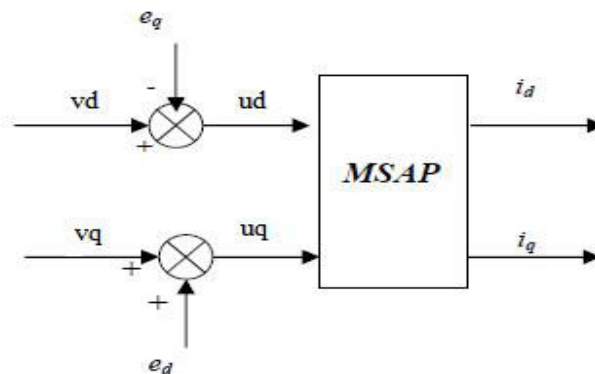 e_q
-
vd
ud
i_d
+
MSAP
vq
uq
i_q
+
+
e_d